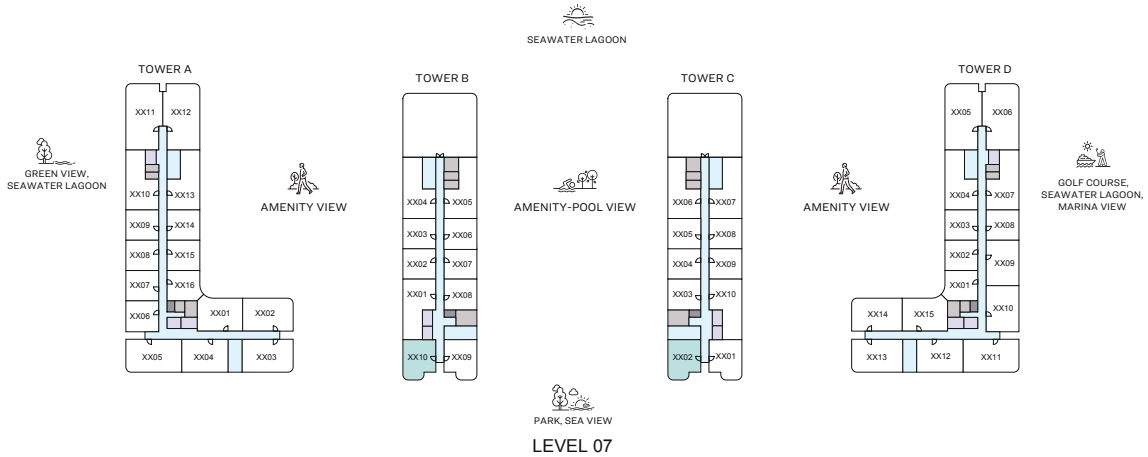 SEAWATER LAGOON
TOWER A
TOWER B
TOWER C
TOWER D
GREEN VIEW,
SEAWATER LAGOON
AMENITY VIEW
AMENITY-POOL VIEW
AMENITY VIEW
GOLF COURSE,
SEAWATER LAGOON,
MARINA VIEW
XX11 XX12
XX10 XX13
XX09 XX14
XX08 XX15
XX07 XX16
XX06 XX01 XX02
XX05 XX04 XX03
XX04 XX05
XX03 XX06
XX02 XX07
XX01 XX08
XX10 XX09
XX06 XX07
XX05 XX08
XX04 XX09
XX03 XX10
XX02 XX01
XX05 XX06
XX04 XX07
XX03 XX08
XX02 XX09
XX01 XX10
XX14 XX15
XX13 XX12 XX11
PARK, SEA VIEW
LEVEL 07